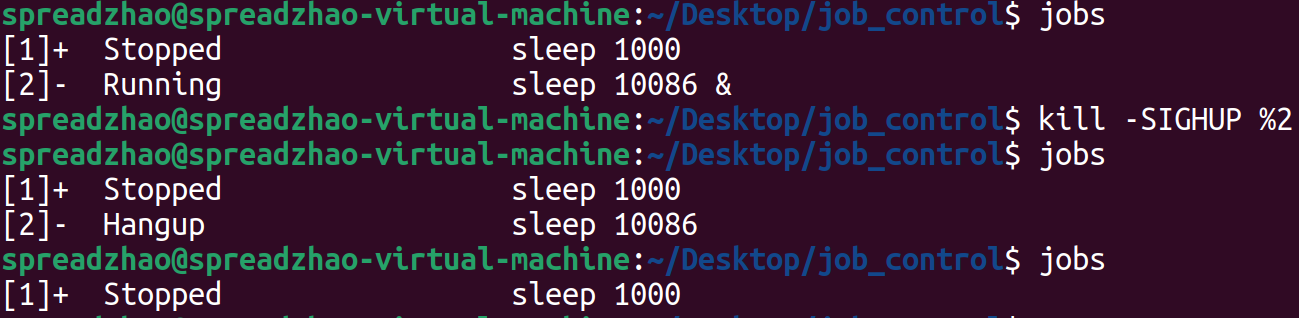 spreadzhao@spreadzhao-virtual-machine:~/Desktop/job_control$ jobs
[1]+  Stopped                 sleep 1000
[2]-  Running                 sleep 10086 &
spreadzhao@spreadzhao-virtual-machine:~/Desktop/job_control$ kill -SIGHUP %2
spreadzhao@spreadzhao-virtual-machine:~/Desktop/job_control$ jobs
[1]+  Stopped                 sleep 1000
[2]-  Hangup                  sleep 10086
spreadzhao@spreadzhao-virtual-machine:~/Desktop/job_control$ jobs
[1]+  Stopped                 sleep 1000